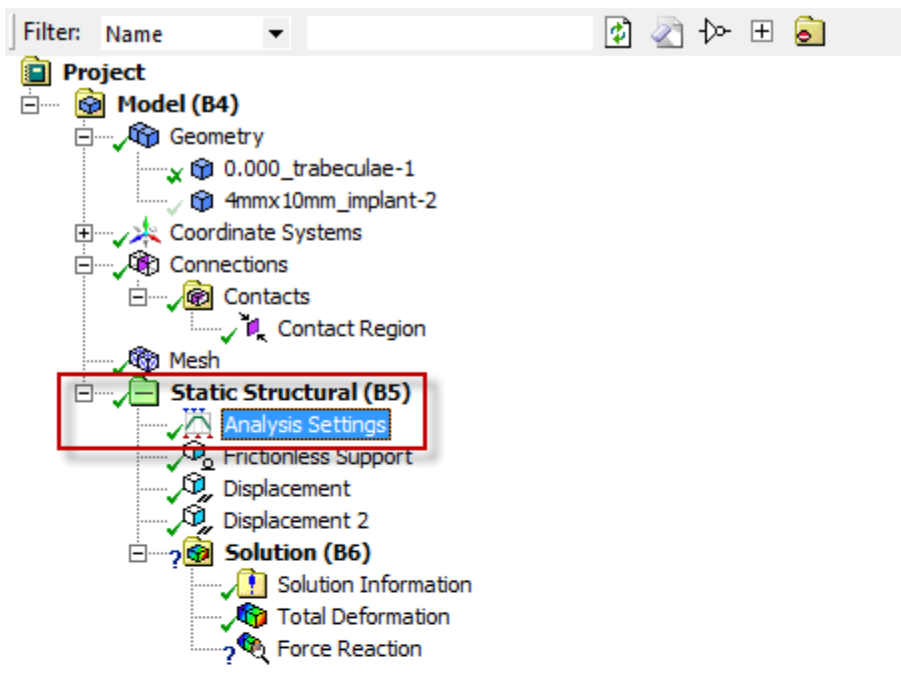 Filter: Name
Project
Model (B4)
Geometry
0.000_trabeculae-1
4mmx10mm_implant-2
Coordinate Systems
Connections
Contacts
Contact Region
Mesh
Static Structural (B5)
Analysis Settings
Frictionless Support
Displacement
Displacement 2
Solution (B6)
Solution Information
Total Deformation
Force Reaction